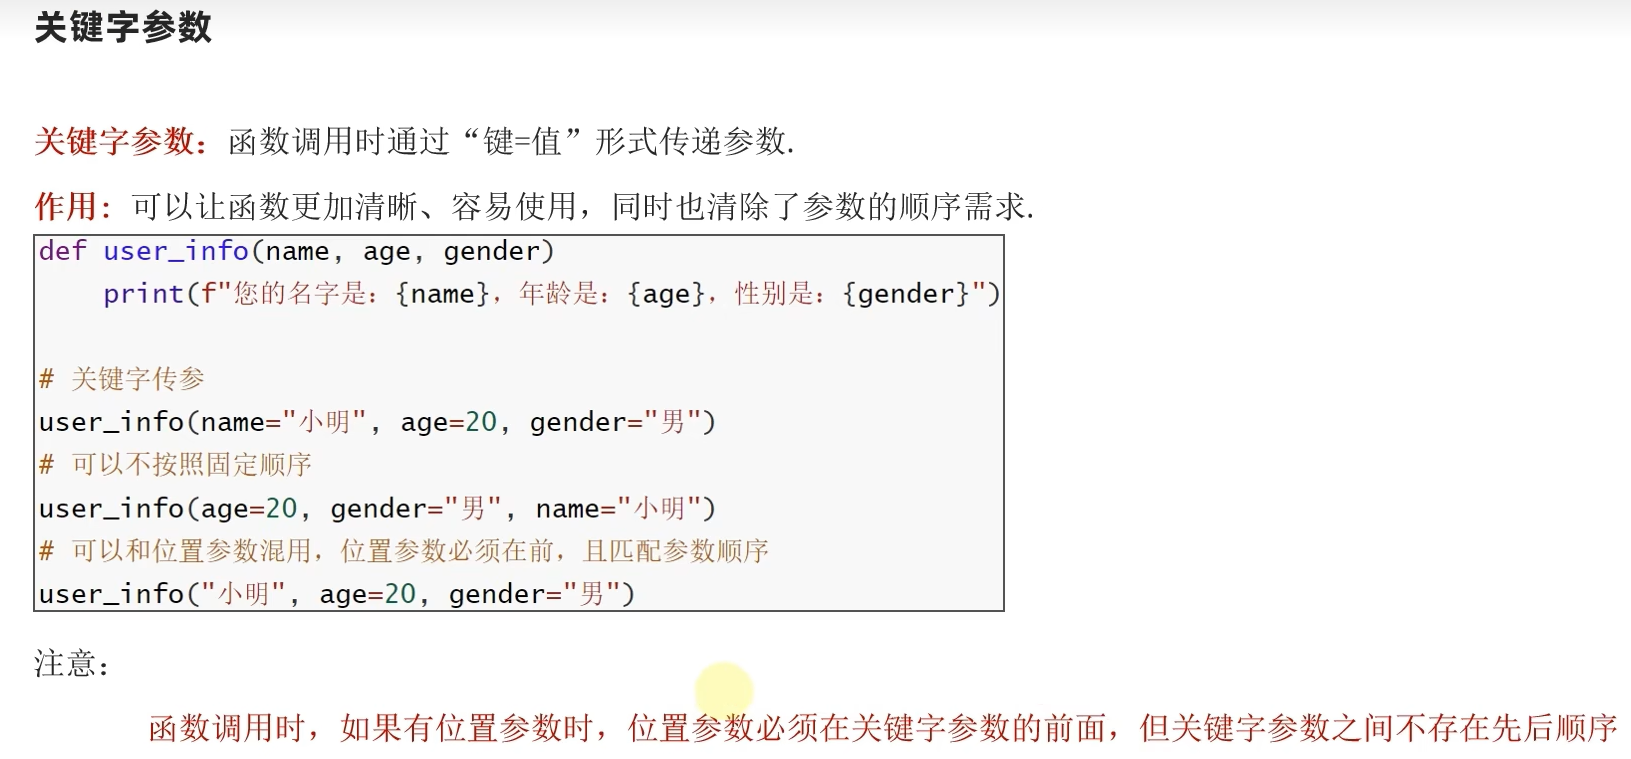 关键字参数
关键字参数：函数调用时通过“键=值”形式传递参数.
作用：可以让函数更加清晰、容易使用，同时也清除了参数的顺序需求.
def user_info(name, age, gender)
    print(f"您的名字是：{name}，年龄是：{age}，性别是：{gender}")
# 关键字传参
user_info(name="小明", age=20, gender="男")
# 可以不按照固定顺序
user_info(age=20, gender="男", name="小明")
# 可以和位置参数混用，位置参数必须在前，且匹配参数顺序
user_info("小明", age=20, gender="男")
注意：
函数调用时，如果有位置参数时，位置参数必须在关键字参数的前面，但关键字参数之间不存在先后顺序